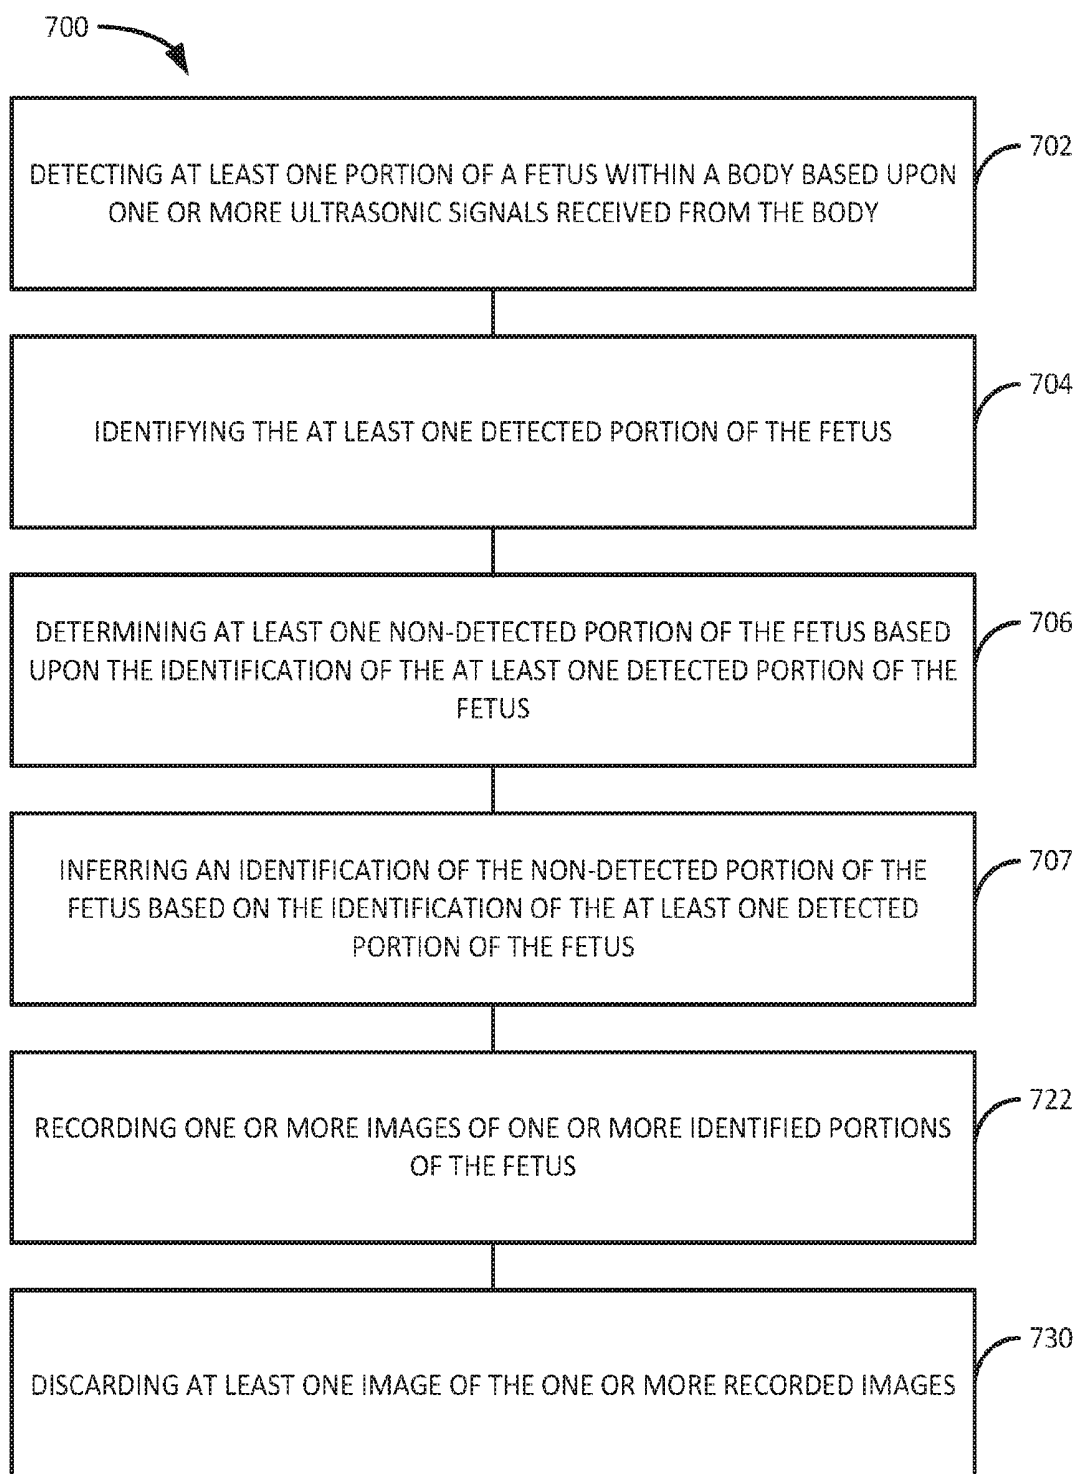 700
DETECTING AT LEAST ONE PORTION OF A FETUS WITHIN A BODY BASED UPON
ONE OR MORE ULTRASONIC SIGNALS RECEIVED FROM THE BODY
702
IDENTIFYING THE AT LEAST ONE DETECTED PORTION OF THE FETUS
704
DETERMINING AT LEAST ONE NON-DETECTED PORTION OF THE FETUS BASED
UPON THE IDENTIFICATION OF THE AT LEAST ONE DETECTED PORTION OF THE
FETUS
706
INFERRING AN IDENTIFICATION OF THE NON-DETECTED PORTION OF THE
FETUS BASED ON THE IDENTIFICATION OF THE AT LEAST ONE DETECTED
PORTION OF THE FETUS
707
RECORDING ONE OR MORE IMAGES OF ONE OR MORE IDENTIFIED PORTIONS
OF THE FETUS
722
DISCARDING AT LEAST ONE IMAGE OF THE ONE OR MORE RECORDED IMAGES
730